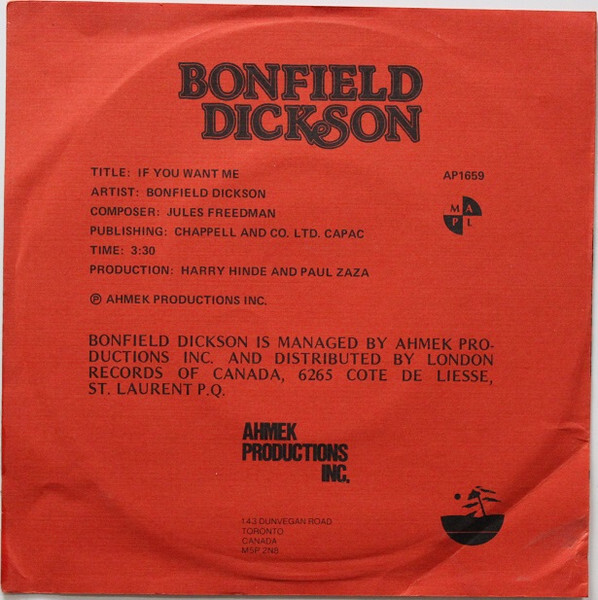 BONFIELD
DICKSON
TITLE: IF YOU WANT ME
AP1659
ARTIST: BONFIELD DICKSON
COMPOSER: JULES FREEDMAN
PUBLISHING: CHAPPELL AND CO. LTD. CAPAC
TIME: 3:30
PRODUCTION: HARRY HINDE AND PAUL ZAZA
M A
P L
℗ AHMEK PRODUCTIONS INC.
BONFIELD DICKSON IS MANAGED BY AHMEK PRO-
DUCTIONS INC. AND DISTRIBUTED BY LONDON
RECORDS OF CANADA, 6265 COTE DE LIESSE,
ST. LAURENT P.Q.
AHMEK
PRODUCTIONS
INC.
143 DUNVEGAN ROAD
TORONTO
CANADA
M5P 2N8